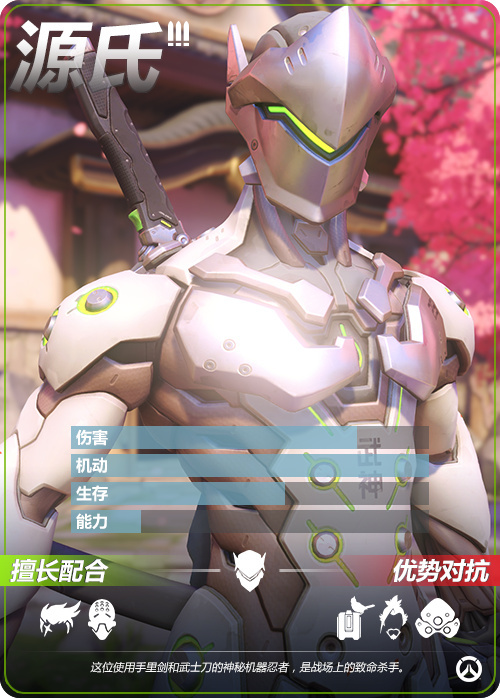 源氏!!!
武神
伤害
机动
生存
能力
擅长配合
优势对抗
这位使用手里剑和武士刀的神秘机器忍者，是战场上的致命杀手。